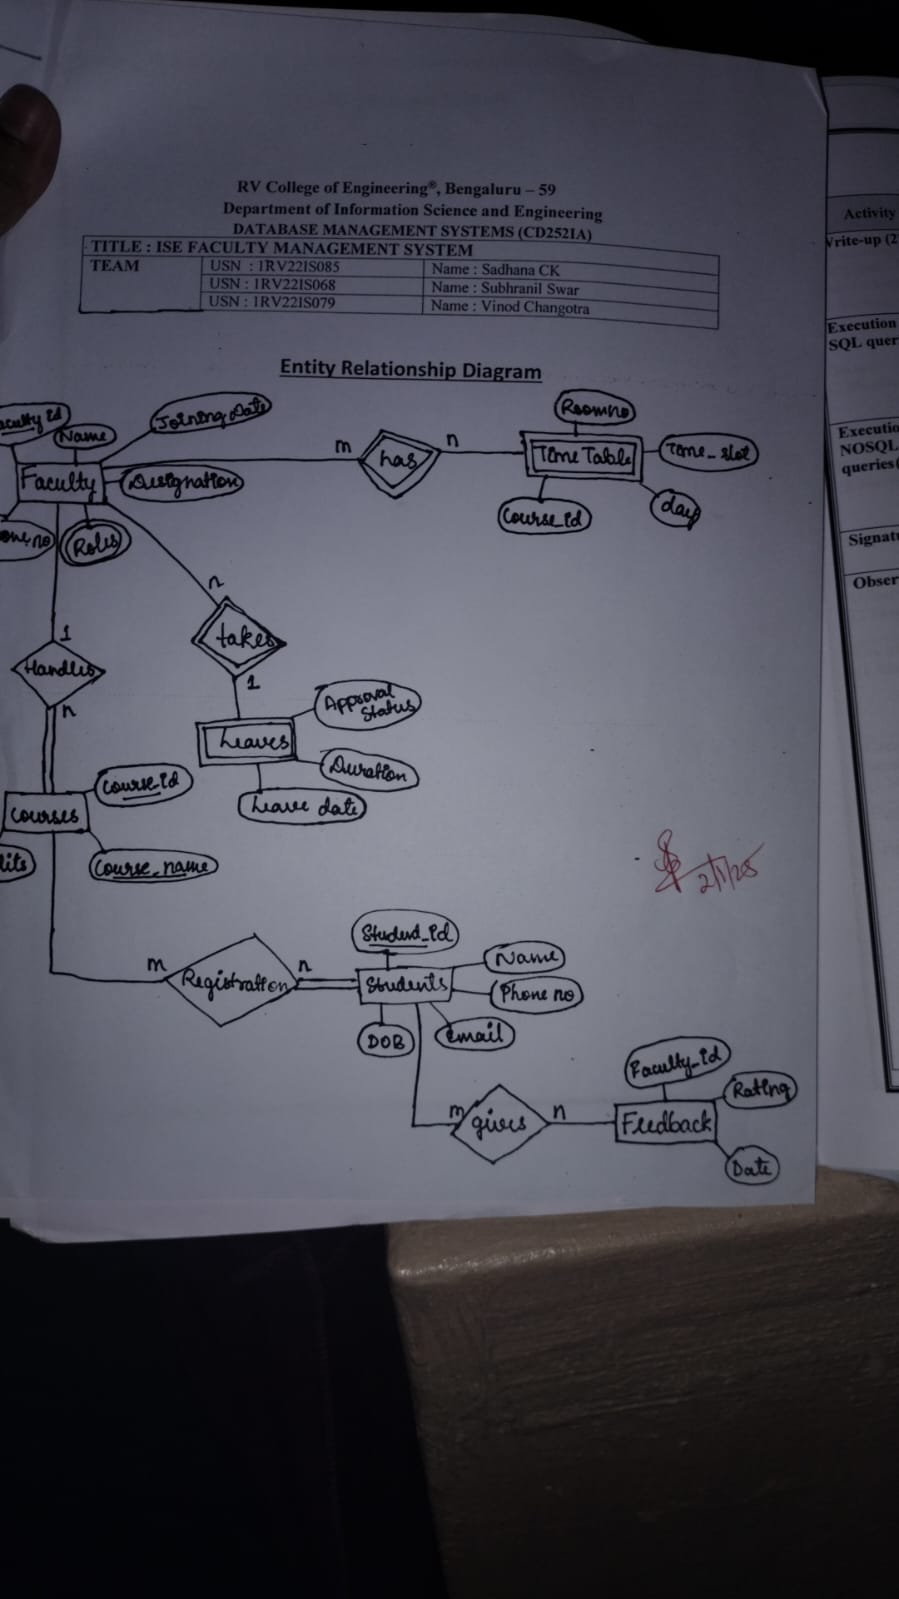 RV College of Engineering®, Bengaluru – 59
Department of Information Science and Engineering
DATABASE MANAGEMENT SYSTEMS (CD252IA)
TITLE : ISE FACULTY MANAGEMENT SYSTEM
TEAM USN : 1RV22IS085 Name : Sadhana CK
USN : 1RV22IS068 Name : Subhranil Swar
USN : 1RV22IS079 Name : Vinod Changotra
Entity Relationship Diagram
aculty id
Name
Joining Date
Faculty
Designation
one no
Roles
m
has
n
Room no
Time Table
Time_slot
Course_id
day
n
takes
1
Leaves
Approval
Status
Duration
Leave date
1
Handles
n
Courses
Course id
dits
Course_name
m
Registration
n
Student_id
Students
Name
Phone no
DOB
email
m
gives
n
Faculty_id
Feedback
Rating
Date
2/1/25
Activity
Write-up (2
Execution
SQL quer
Executio
NOSQL
queries(
Signatu
Obser